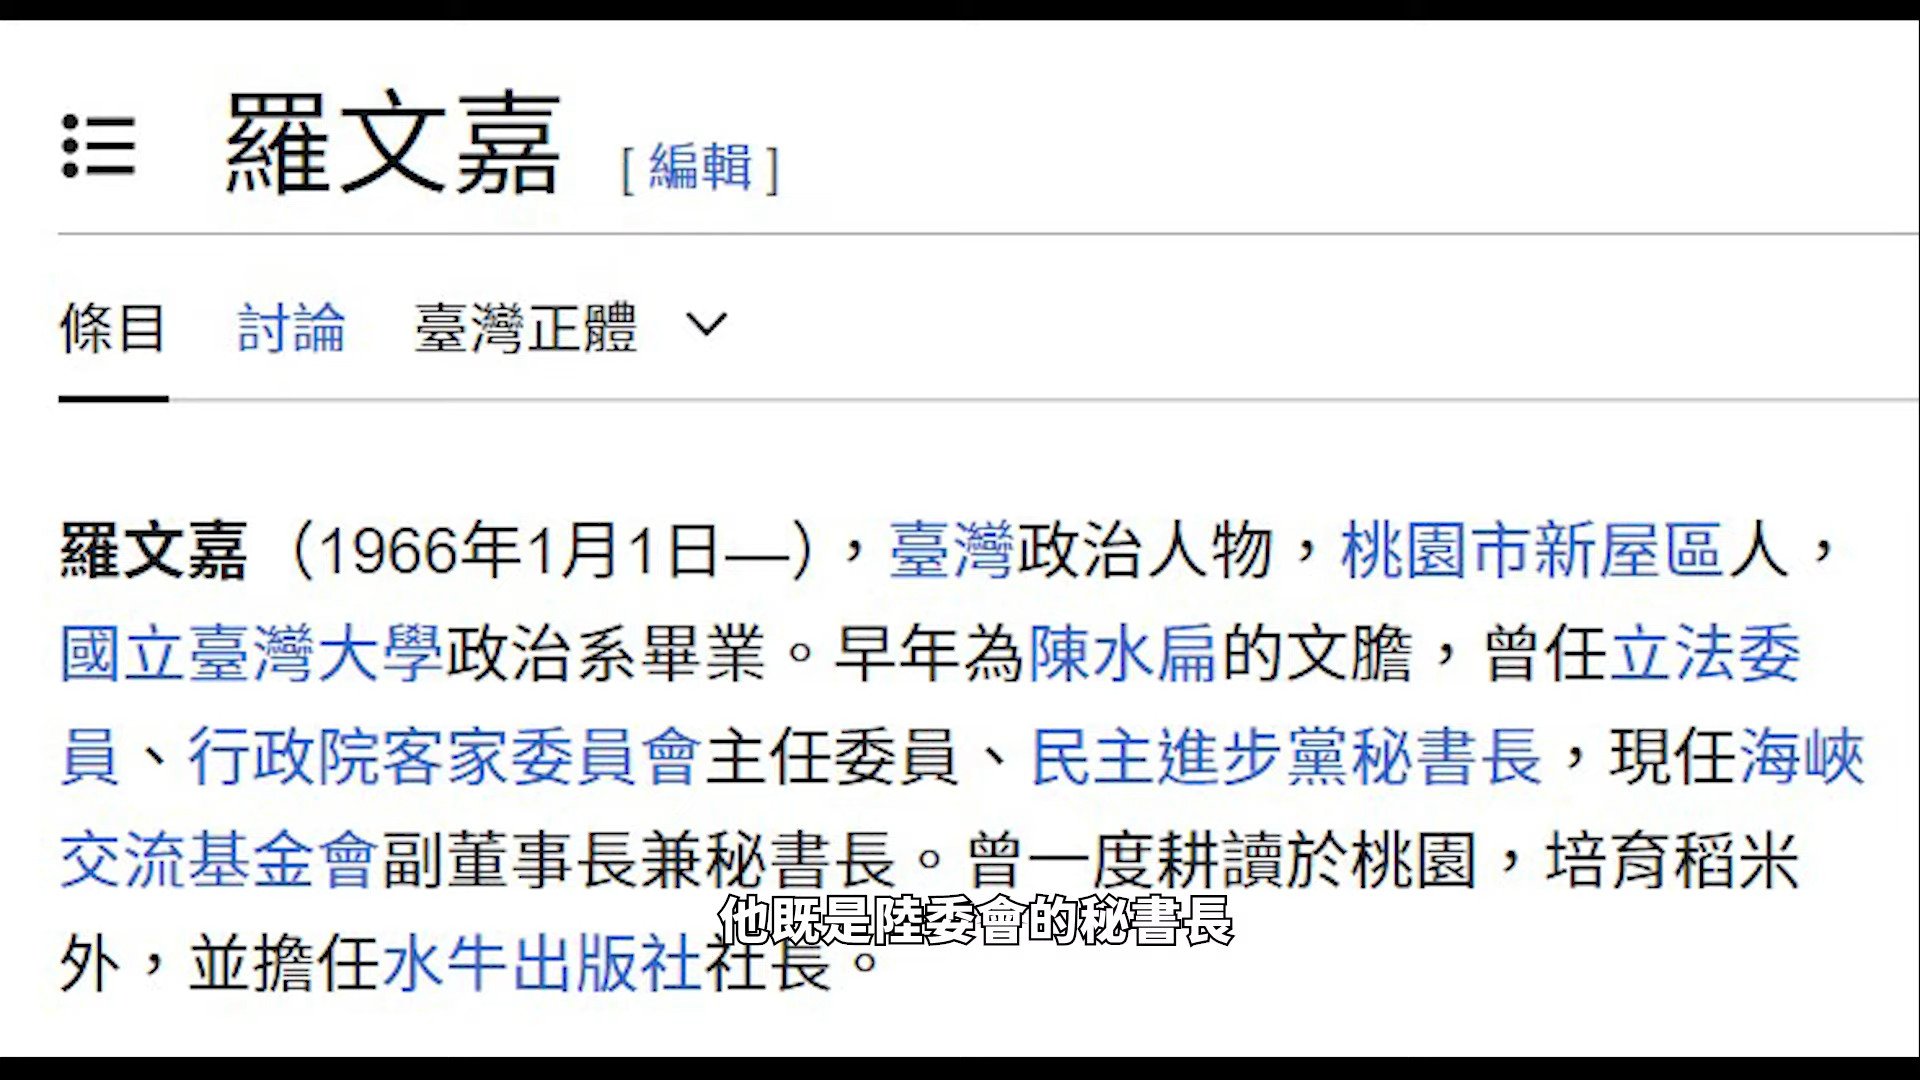 羅文嘉 [編輯]
條目 討論 臺灣正體
羅文嘉（1966年1月1日—），臺灣政治人物，桃園市新屋區人，
國立臺灣大學政治系畢業。早年為陳水扁的文膽，曾任立法委
員、行政院客家委員會主任委員、民主進步黨秘書長，現任海峽
交流基金會副董事長兼秘書長。曾一度耕讀於桃園，培育稻米
他既是陸委會的秘書長
外，並擔任水牛出版社社長。